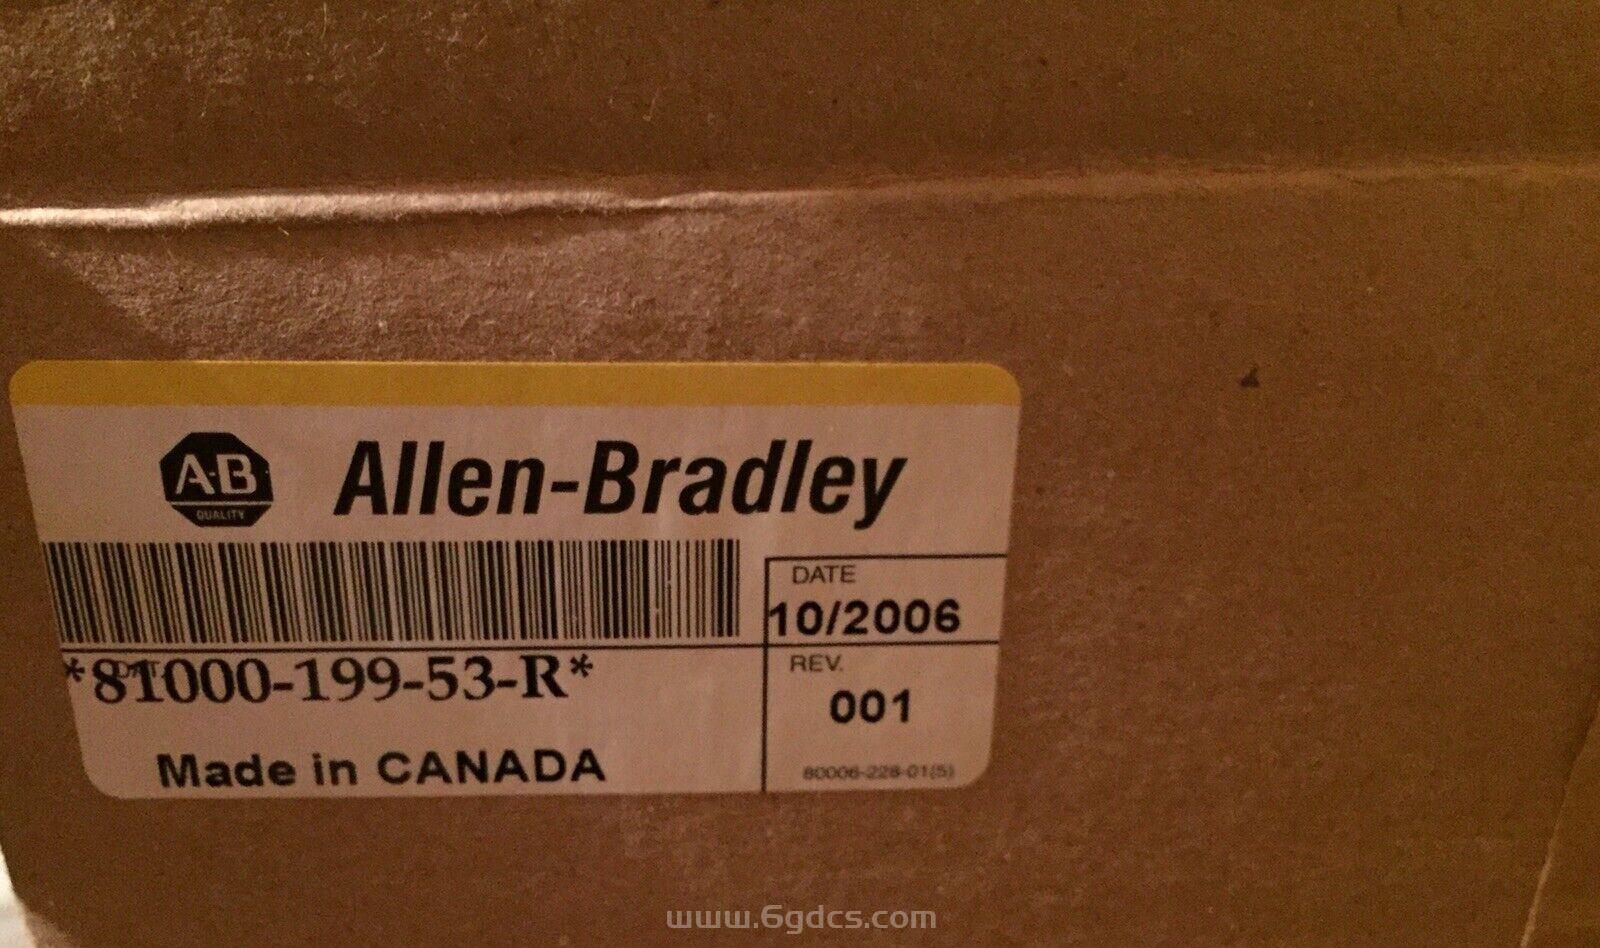 A-B
QUALITY
Allen-Bradley
DATE
10/2006
*81000-199-53-R*
REV.
001
Made in CANADA
80006-228-01(5)
www.6gdcs.com